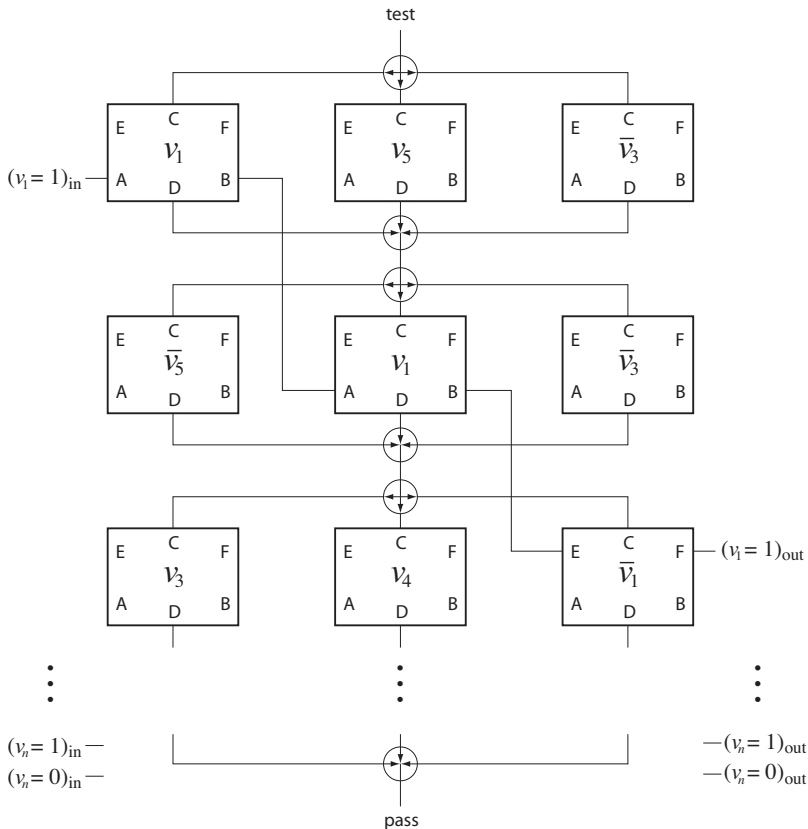 test
C C C
E F E F E F
v₁ v₅ v̅₃
(v₁ = 1)in A B A B A B
D D D
C C C
E F E F E F
v̅₅ v₁ v̅₃
A B A B A B
D D D
C C C
E F E F E F (v₁ = 1)out
v₃ v₄ v̅₁
A B A B A B
D D D
(vₙ = 1)in (vₙ = 1)out
(vₙ = 0)in (vₙ = 0)out
pass